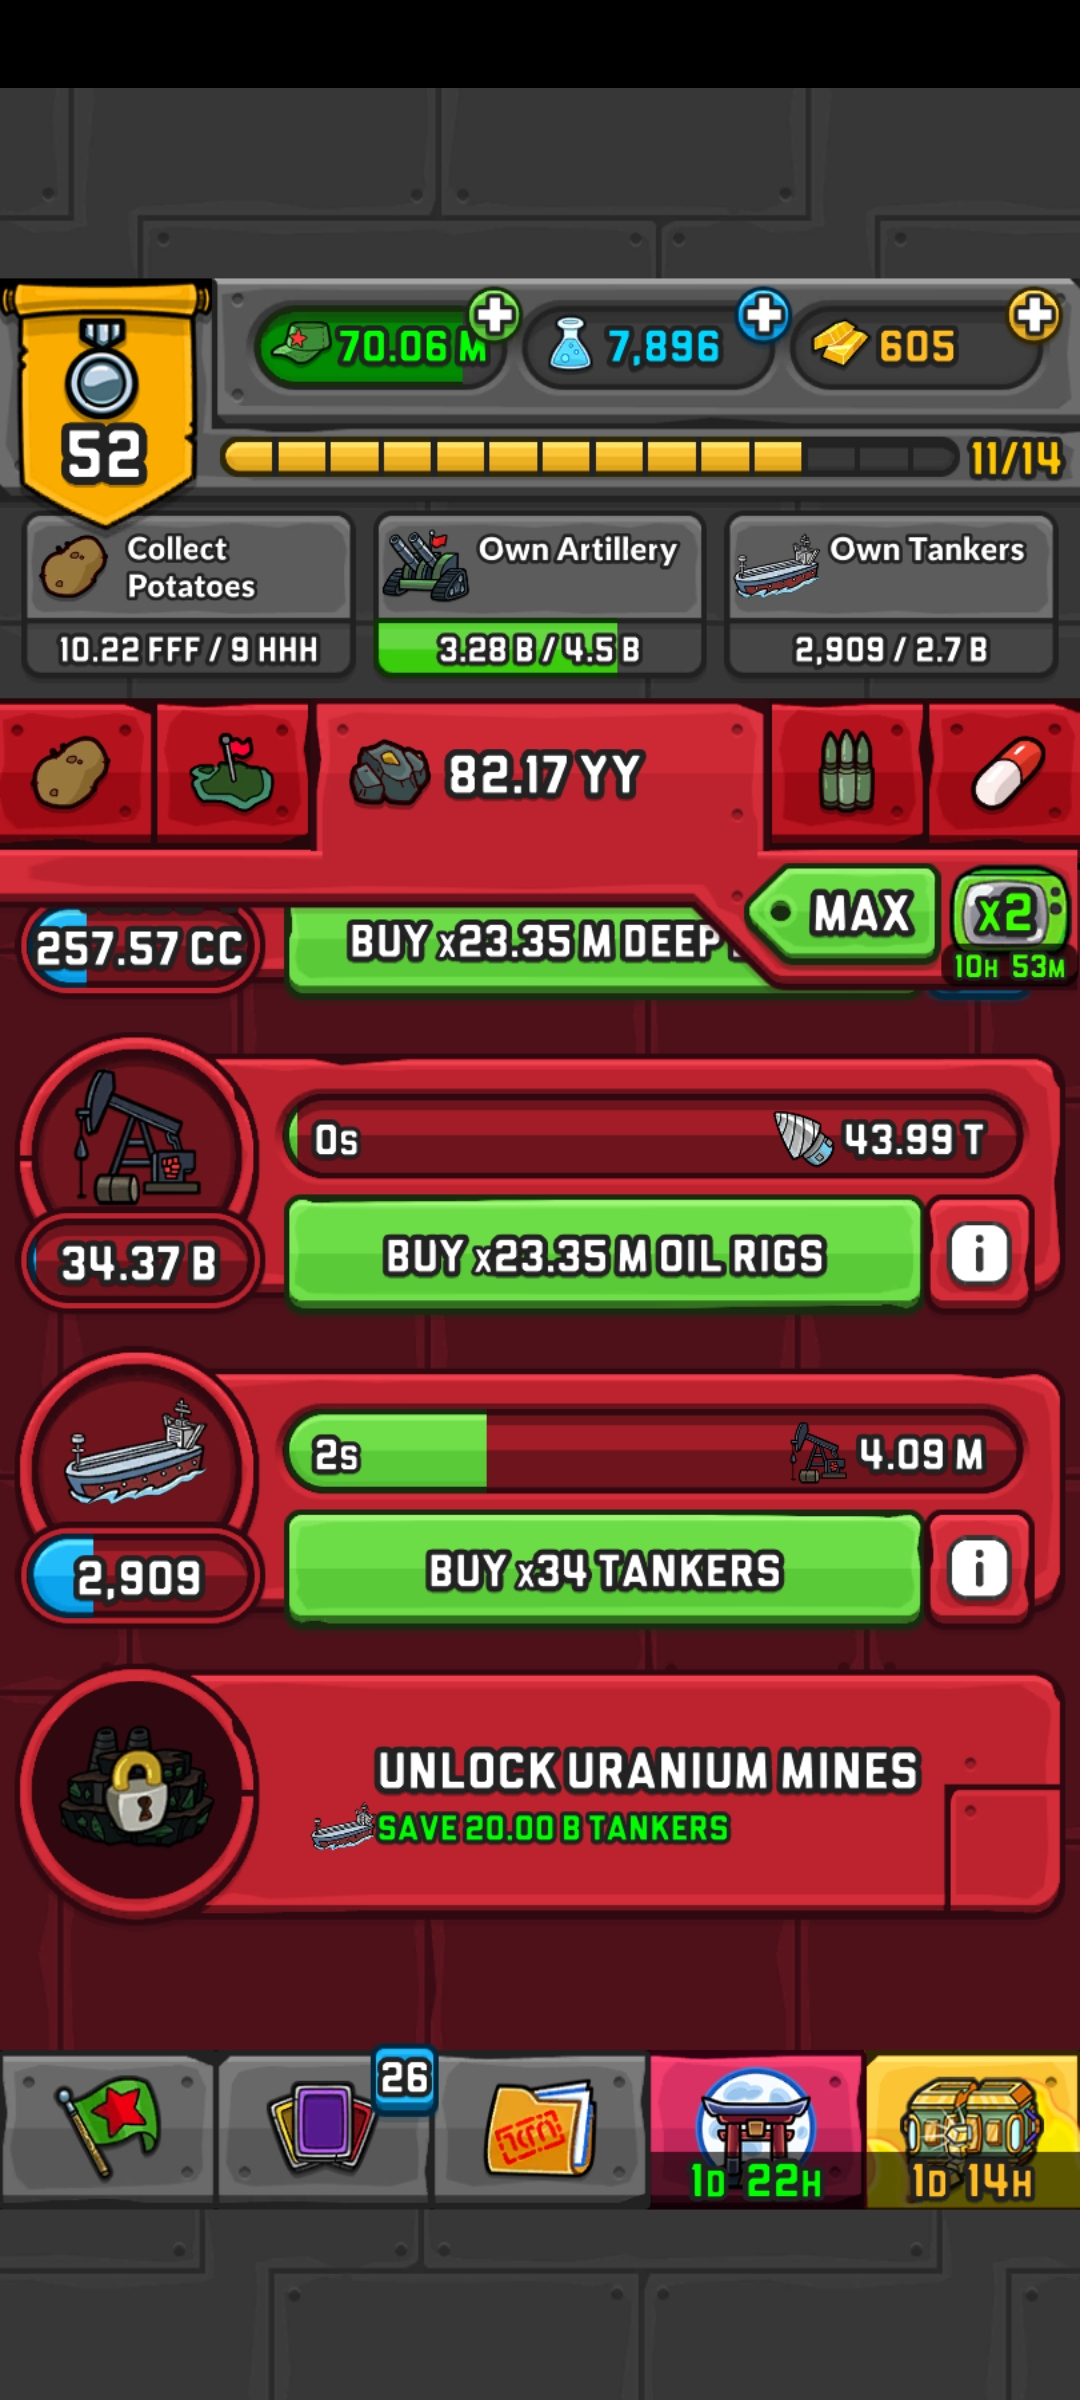 70.06 M
7,896
605
52
11/14
Collect
Potatoes
10.22 FFF / 9 HHH
Own Artillery
3.28 B / 4.5 B
Own Tankers
2,909 / 2.7 B
82.17 YY
MAX
x2
10H 53M
257.57 CC
BUY x23.35 M DEEP
0s
43.99 T
34.37 B
BUY x23.35 M OIL RIGS
i
2s
4.09 M
2,909
BUY x34 TANKERS
i
UNLOCK URANIUM MINES
SAVE 20.00 B TANKERS
26
1D 22H
1D 14H